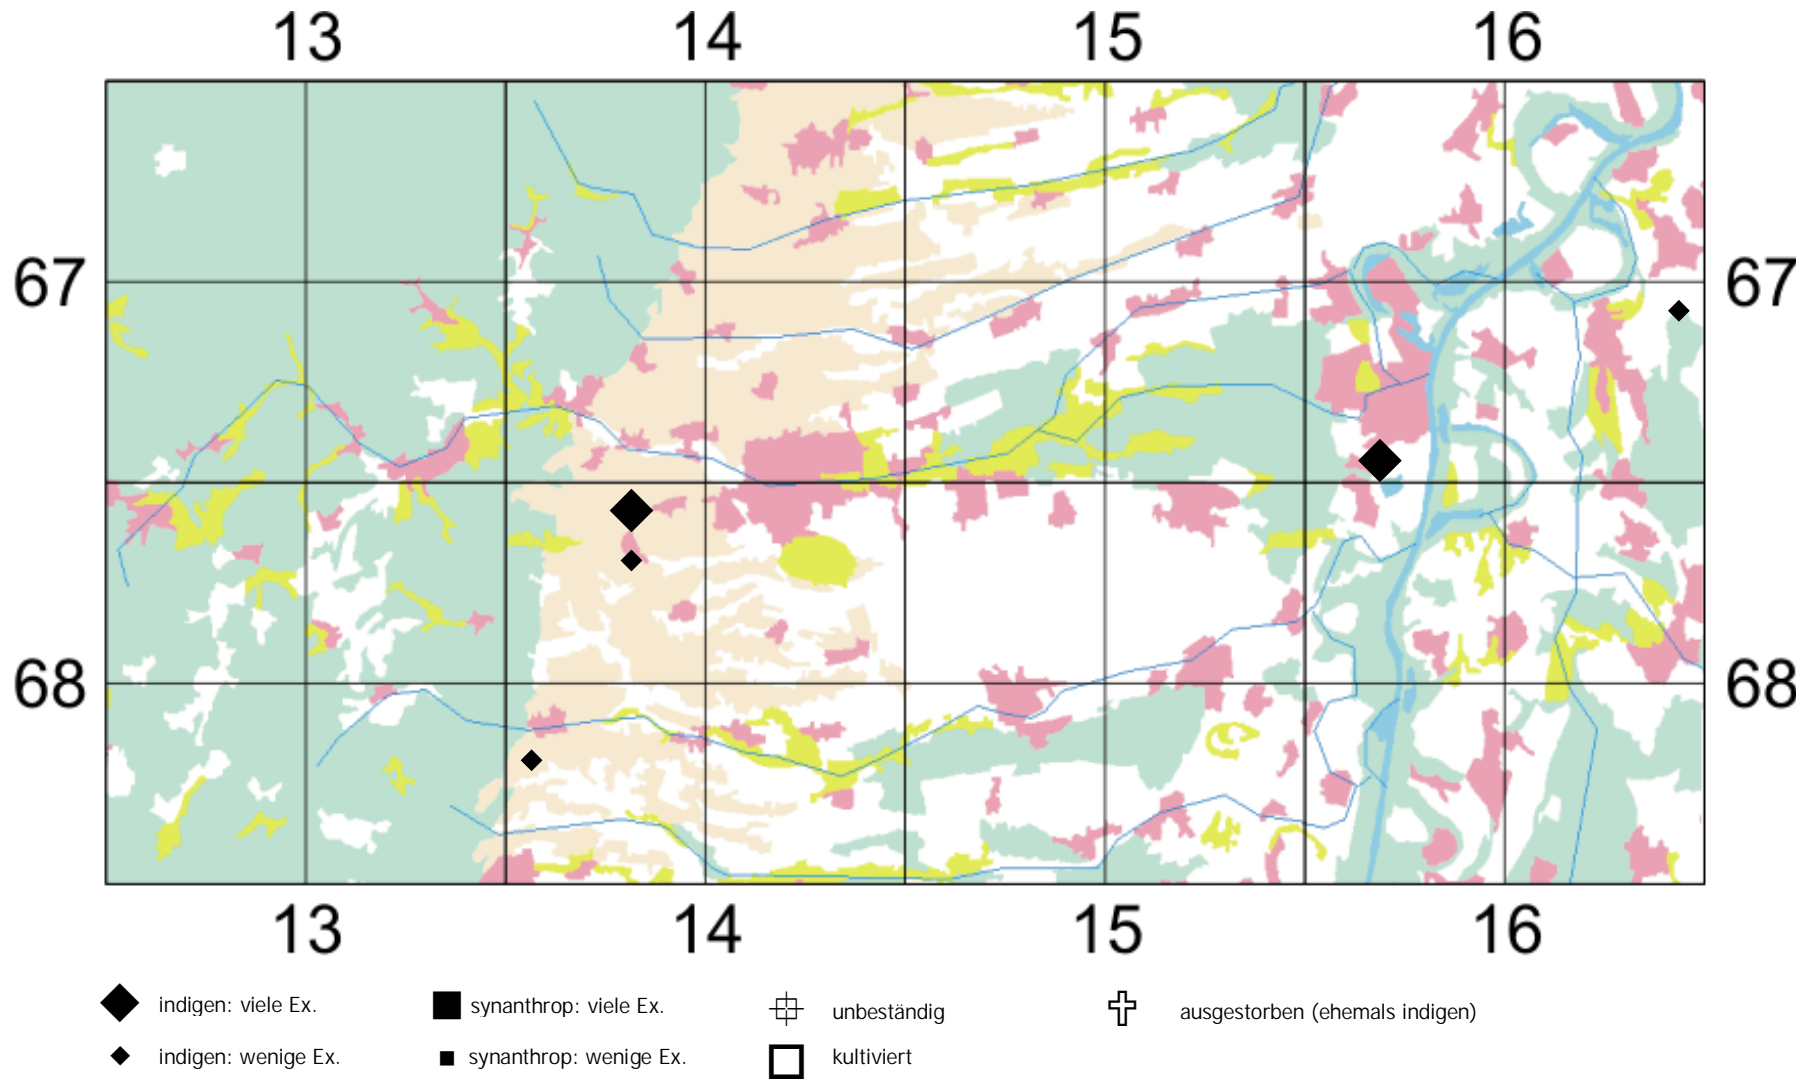 13 14 15 16
67 67
68 68
13 14 15 16
indigen: viele Ex. synanthrop: viele Ex. unbeständig ausgestorben (ehemals indigen)
indigen: wenige Ex. synanthrop: wenige Ex. kultiviert